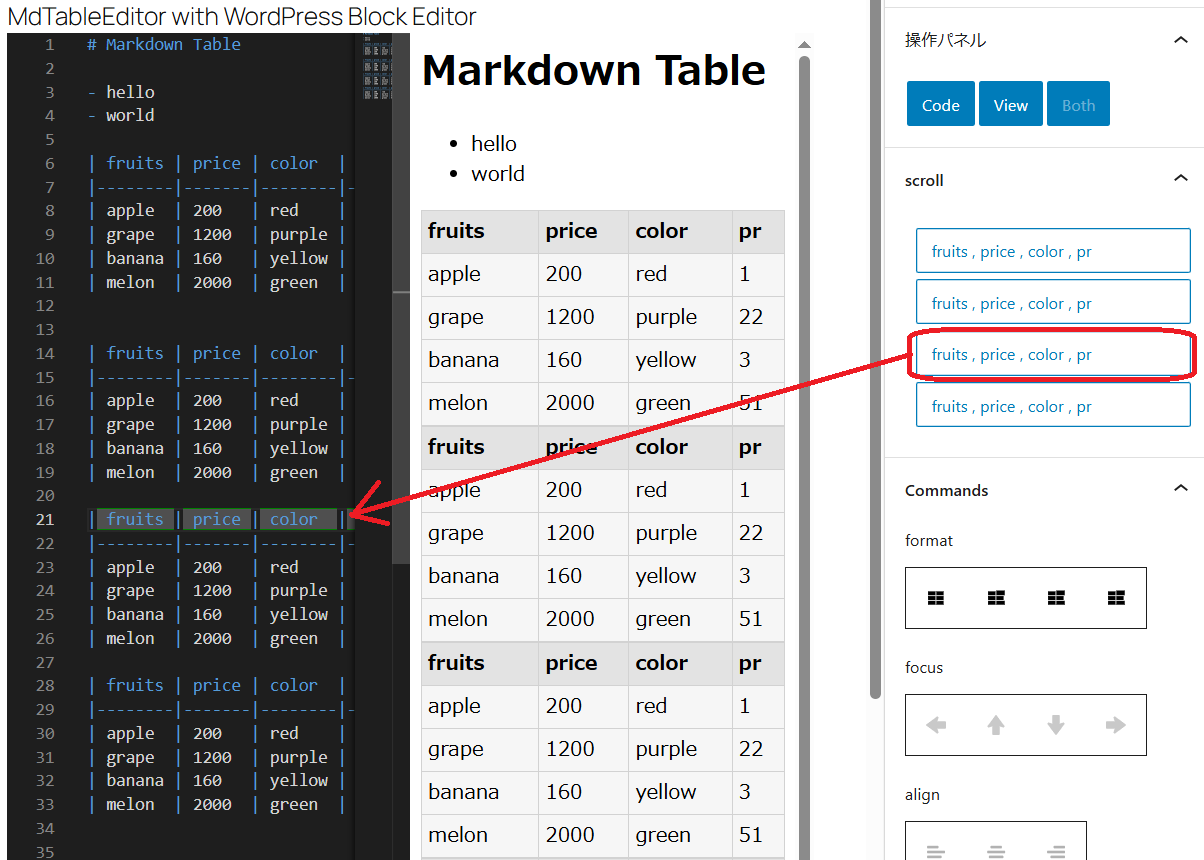 MdTableEditor with WordPress Block Editor
1 # Markdown Table
2
3 - hello
4 - world
5
6 | fruits | price | color |
7 |--------|-------|--------|-
8 | apple | 200 | red |
9 | grape | 1200 | purple |
10 | banana | 160 | yellow |
11 | melon | 2000 | green |
12
13
14 | fruits | price | color |
15 |--------|-------|--------|-
16 | apple | 200 | red |
17 | grape | 1200 | purple |
18 | banana | 160 | yellow |
19 | melon | 2000 | green |
20
21 | fruits | price | color |
22 |--------|-------|--------|-
23 | apple | 200 | red |
24 | grape | 1200 | purple |
25 | banana | 160 | yellow |
26 | melon | 2000 | green |
27
28 | fruits | price | color |
29 |--------|-------|--------|-
30 | apple | 200 | red |
31 | grape | 1200 | purple |
32 | banana | 160 | yellow |
33 | melon | 2000 | green |
34
35
Markdown Table
• hello
• world
fruits price color pr
apple 200 red 1
grape 1200 purple 22
banana 160 yellow 3
melon 2000 green 51
fruits price color pr
apple 200 red 1
grape 1200 purple 22
banana 160 yellow 3
melon 2000 green 51
fruits price color pr
apple 200 red 1
grape 1200 purple 22
banana 160 yellow 3
melon 2000 green 51
操作パネル
Code View Both
scroll
fruits , price , color , pr
fruits , price , color , pr
fruits , price , color , pr
fruits , price , color , pr
Commands
format
focus
align